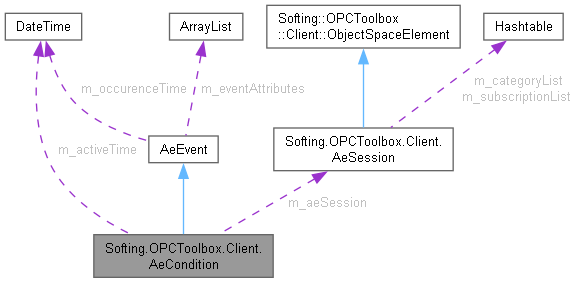 DateTime
ArrayList
Softing::OPCToolbox
::Client::ObjectSpaceElement
Hashtable
m_occurenceTime
m_eventAttributes
m_categoryList
m_subscriptionList
m_activeTime
AeEvent
Softing.OPCToolbox.Client.
AeSession
m_aeSession
Softing.OPCToolbox.Client.
AeCondition